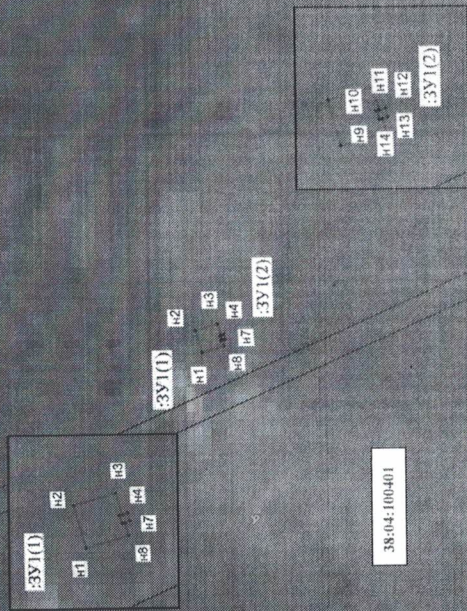 :ЗУ1(1)
н2
н1
н3
н4
н7
н8
:ЗУ1(1)
н2
н1
н3
н4
н7
н8
:ЗУ1(2)
н10
н9
н11
н14
н12
н13
:ЗУ1(2)
38:04:100401